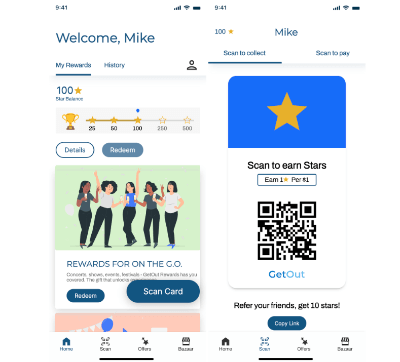 9:41
Welcome, Mike
My Rewards History
100
Star Balance
25 50 100 250 500
Details Redeem
REWARDS FOR ON THE G.O.
Concerts, shows, events, festivals - GetOut Rewards has you
covered. The gift that unlocks
Redeem
Scan Card
Home Scan Offers Bazaar
9:41
100 Mike
Scan to collect Scan to pay
Scan to earn Stars
Earn 1 Per $1
GetOut
Refer your friends, get 10 stars!
Copy Link
Home Scan Offers Bazaar